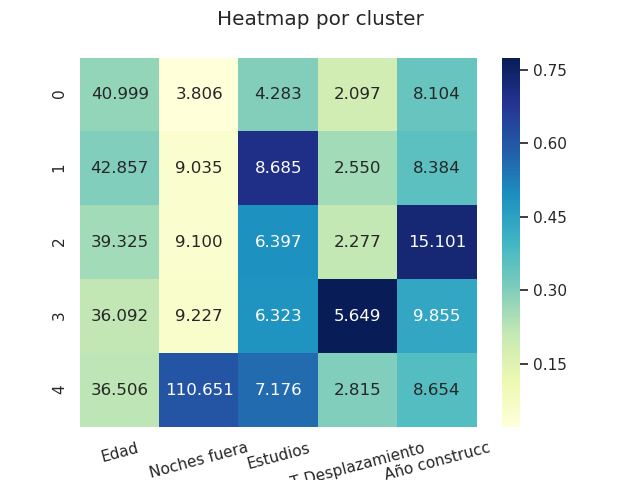 Heatmap por cluster
0 40.999 3.806 4.283 2.097 8.104
1 42.857 9.035 8.685 2.550 8.384
2 39.325 9.100 6.397 2.277 15.101
3 36.092 9.227 6.323 5.649 9.855
4 36.506 110.651 7.176 2.815 8.654
Edad Noches fuera Estudios T Desplazamiento Año construcc
0.75
0.60
0.45
0.30
0.15